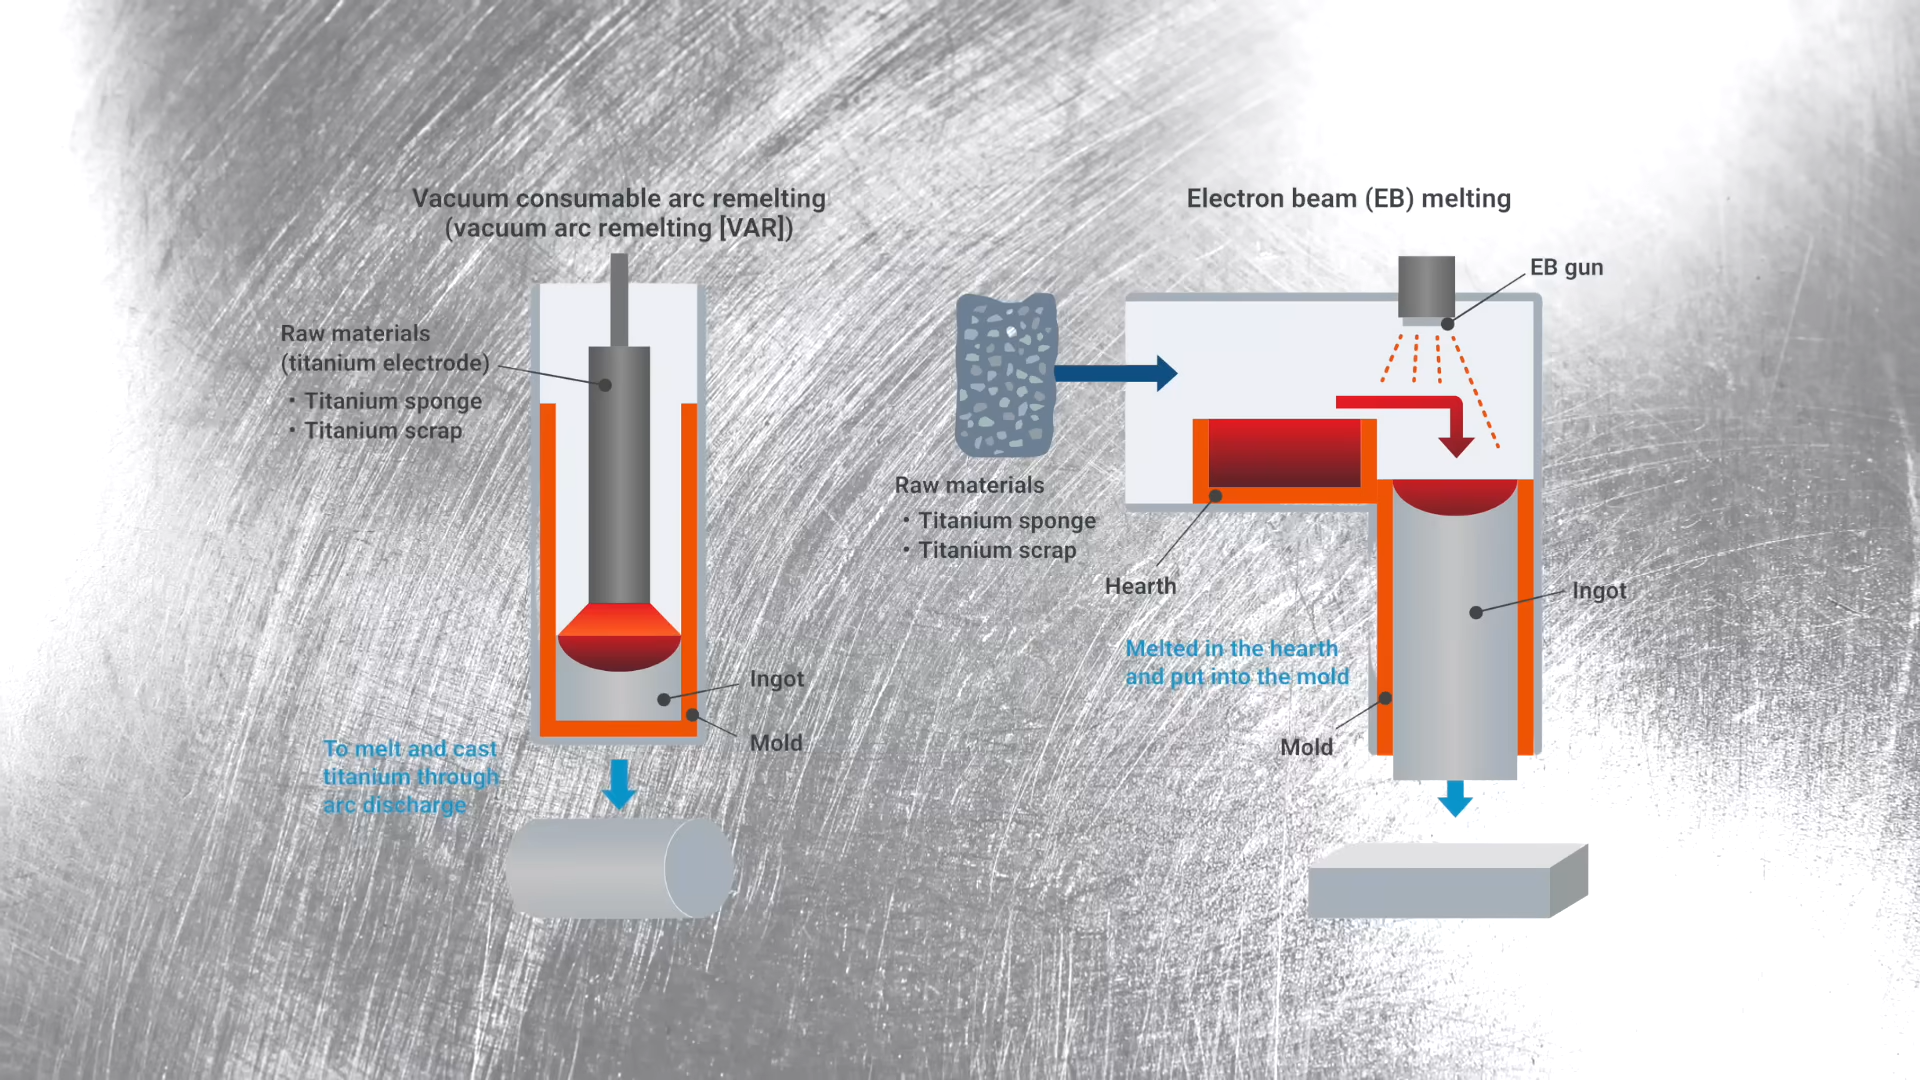 Vacuum consumable arc remelting
(vacuum arc remelting [VAR])
Raw materials
(titanium electrode)
・Titanium sponge
・Titanium scrap
Ingot
Mold
To melt and cast
titanium through
arc discharge
Electron beam (EB) melting
EB gun
Raw materials
・Titanium sponge
・Titanium scrap
Hearth
Ingot
Melted in the hearth
and put into the mold
Mold